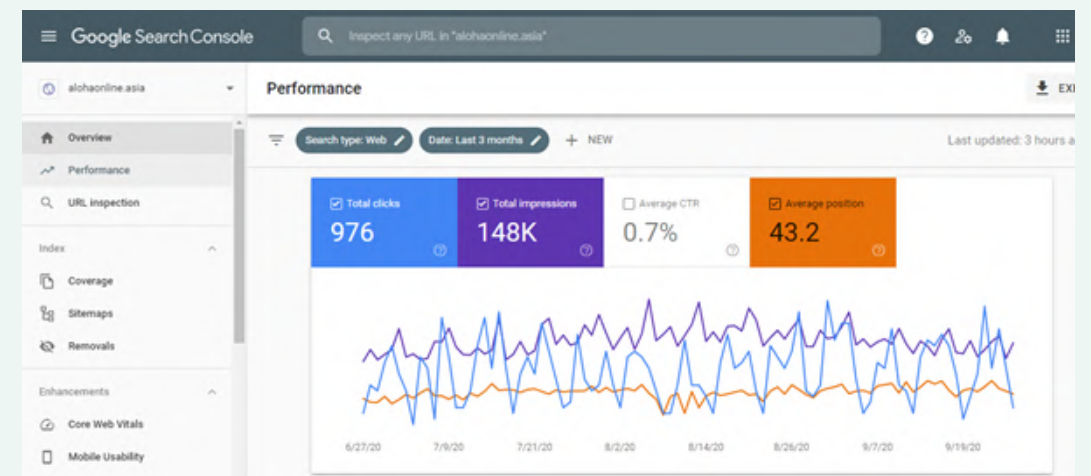 Google Search Console
Inspect any URL in "alohaonline.asia"
alohaonline.asia
Performance
EX
Overview
Performance
URL inspection
Index
Coverage
Sitemaps
Removals
Enhancements
Core Web Vitals
Mobile Usability
Search type: Web
Date: Last 3 months
+ NEW
Last updated: 3 hours a
Total clicks
976
Total impressions
148K
Average CTR
0.7%
Average position
43.2
6/27/20 7/9/20 7/21/20 8/2/20 8/14/20 8/26/20 9/7/20 9/19/20